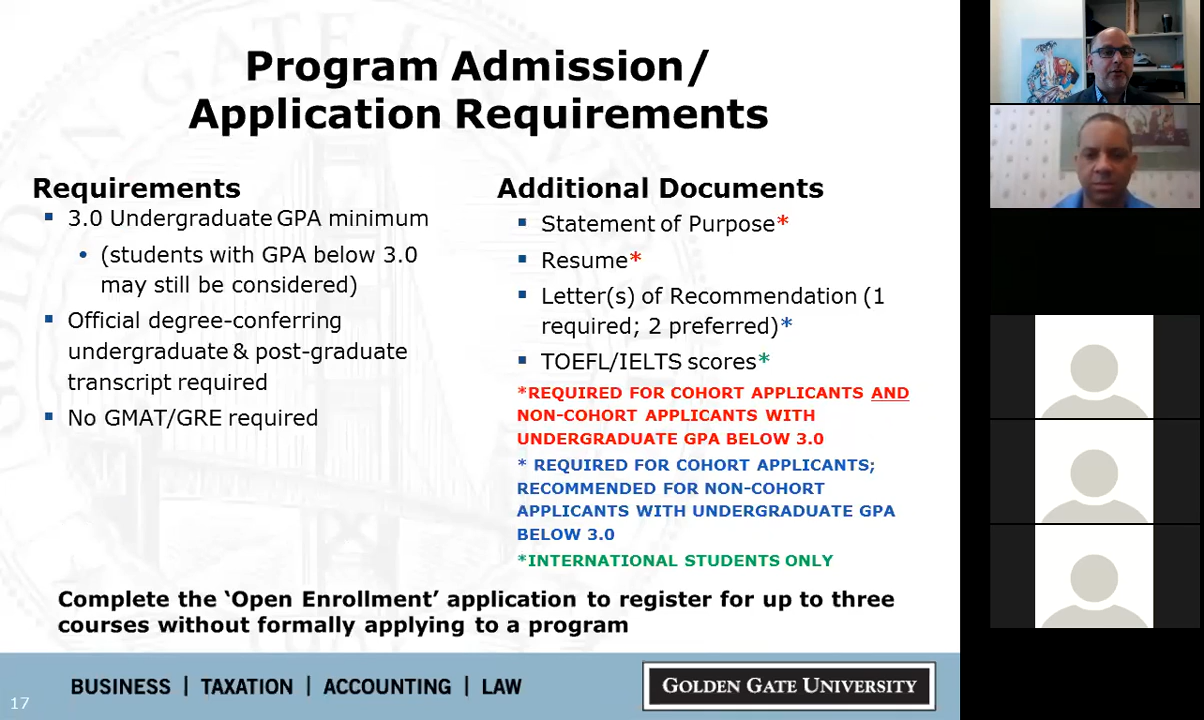 Program Admission/
Application Requirements
Requirements
▪ 3.0 Undergraduate GPA minimum
• (students with GPA below 3.0
may still be considered)
▪ Official degree-conferring
undergraduate & post-graduate
transcript required
▪ No GMAT/GRE required
Additional Documents
▪ Statement of Purpose*
▪ Resume*
▪ Letter(s) of Recommendation (1
required; 2 preferred)*
▪ TOEFL/IELTS scores*
*REQUIRED FOR COHORT APPLICANTS AND
NON-COHORT APPLICANTS WITH
UNDERGRADUATE GPA BELOW 3.0
* REQUIRED FOR COHORT APPLICANTS;
RECOMMENDED FOR NON-COHORT
APPLICANTS WITH UNDERGRADUATE GPA
BELOW 3.0
*INTERNATIONAL STUDENTS ONLY
Complete the ‘Open Enrollment’ application to register for up to three
courses without formally applying to a program
BUSINESS | TAXATION | ACCOUNTING | LAW
GOLDEN GATE UNIVERSITY
17